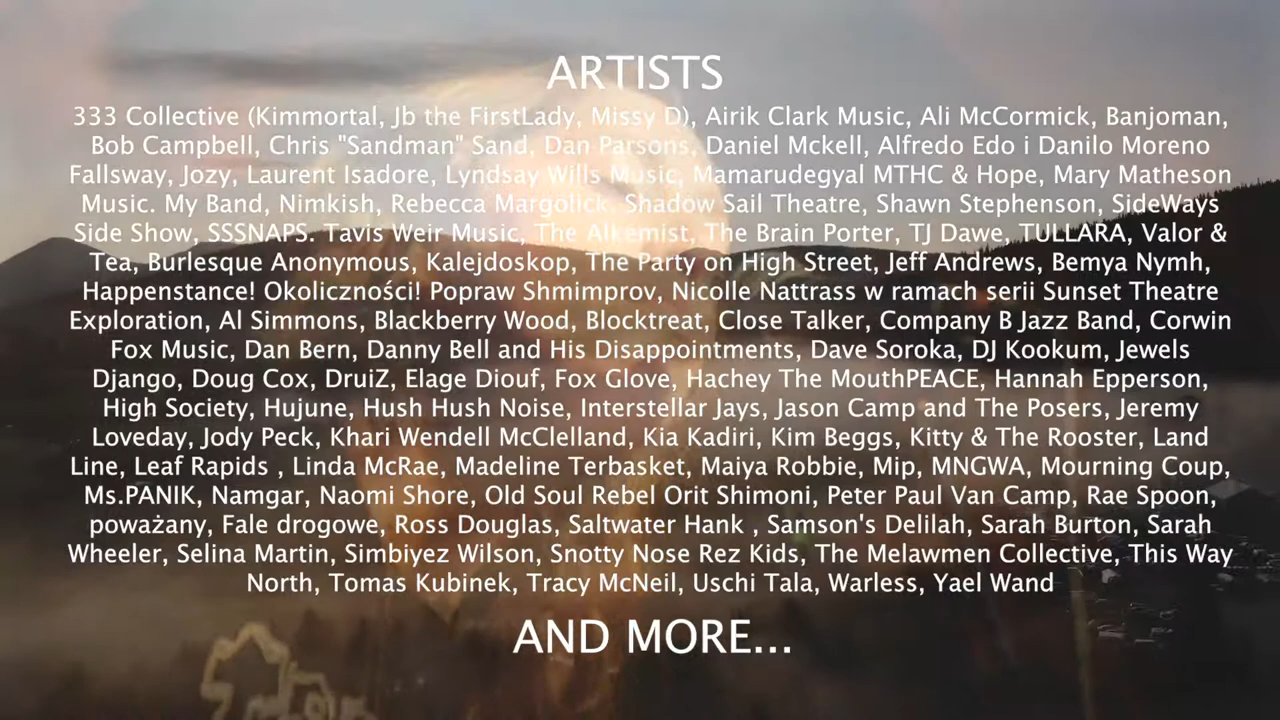 ARTISTS
333 Collective (Kimmortal, Jb the FirstLady, Missy D), Airik Clark Music, Ali McCormick, Banjoman,
Bob Campbell, Chris "Sandman" Sand, Dan Parsons, Daniel Mckell, Alfredo Edo i Danilo Moreno
Fallsway, Jozy, Laurent Isadore, Lyndsay Wills Music, Mamarudegyal MTHC & Hope, Mary Matheson
Music. My Band, Nimkish, Rebecca Margolick. Shadow Sail Theatre, Shawn Stephenson, SideWays
Side Show, SSSNAPS. Tavis Weir Music, The Alkemist, The Brain Porter, TJ Dawe, TULLARA, Valor &
Tea, Burlesque Anonymous, Kalejdoskop, The Party on High Street, Jeff Andrews, Bemya Nymh,
Happenstance! Okoliczności! Popraw Shmimprov, Nicolle Nattrass w ramach serii Sunset Theatre
Exploration, Al Simmons, Blackberry Wood, Blocktreat, Close Talker, Company B Jazz Band, Corwin
Fox Music, Dan Bern, Danny Bell and His Disappointments, Dave Soroka, DJ Kookum, Jewels
Django, Doug Cox, DruiZ, Elage Diouf, Fox Glove, Hachey The MouthPEACE, Hannah Epperson,
High Society, Hujune, Hush Hush Noise, Interstellar Jays, Jason Camp and The Posers, Jeremy
Loveday, Jody Peck, Khari Wendell McClelland, Kia Kadiri, Kim Beggs, Kitty & The Rooster, Land
Line, Leaf Rapids , Linda McRae, Madeline Terbasket, Maiya Robbie, Mip, MNGWA, Mourning Coup,
Ms.PANIK, Namgar, Naomi Shore, Old Soul Rebel Orit Shimoni, Peter Paul Van Camp, Rae Spoon,
poważany, Fale drogowe, Ross Douglas, Saltwater Hank , Samson's Delilah, Sarah Burton, Sarah
Wheeler, Selina Martin, Simbiyez Wilson, Snotty Nose Rez Kids, The Melawmen Collective, This Way
North, Tomas Kubinek, Tracy McNeil, Uschi Tala, Warless, Yael Wand
AND MORE...